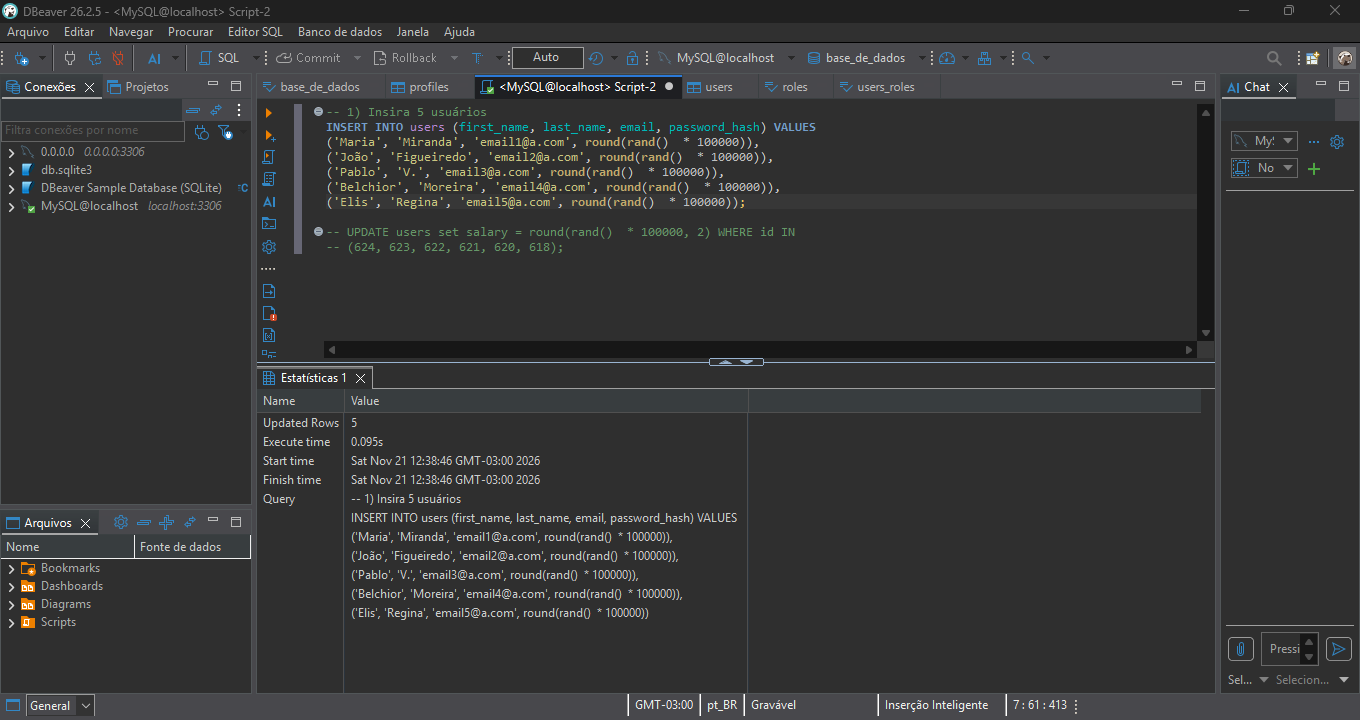 DBeaver 26.2.5 - <MySQL@localhost> Script-2
Arquivo Editar Navegar Procurar Editor SQL Banco de dados Janela Ajuda
AI SQL Commit Rollback T Auto MySQL@localhost base_de_dados
Conexões Projetos
base_de_dados profiles <MySQL@localhost> Script-2 users roles users_roles
AI Chat
Filtra conexões por nome
0.0.0.0 0.0.0.0:3306
db.sqlite3
DBeaver Sample Database (SQLite)
MySQL@localhost localhost:3306
AI
-- 1) Insira 5 usuários
INSERT INTO users (first_name, last_name, email, password_hash) VALUES
('Maria', 'Miranda', 'email1@a.com', round(rand()  * 100000)),
('João', 'Figueiredo', 'email2@a.com', round(rand()  * 100000)),
('Pablo', 'V.', 'email3@a.com', round(rand()  * 100000)),
('Belchior', 'Moreira', 'email4@a.com', round(rand()  * 100000)),
('Elis', 'Regina', 'email5@a.com', round(rand()  * 100000));
-- UPDATE users set salary = round(rand()  * 100000, 2) WHERE id IN
-- (624, 623, 622, 621, 620, 618);
My:
No
Estatísticas 1
Name Value
Updated Rows 5
Execute time 0.095s
Start time Sat Nov 21 12:38:46 GMT-03:00 2026
Finish time Sat Nov 21 12:38:46 GMT-03:00 2026
Query -- 1) Insira 5 usuários
INSERT INTO users (first_name, last_name, email, password_hash) VALUES
('Maria', 'Miranda', 'email1@a.com', round(rand()  * 100000)),
('João', 'Figueiredo', 'email2@a.com', round(rand()  * 100000)),
('Pablo', 'V.', 'email3@a.com', round(rand()  * 100000)),
('Belchior', 'Moreira', 'email4@a.com', round(rand()  * 100000)),
('Elis', 'Regina', 'email5@a.com', round(rand()  * 100000))
Arquivos
Nome Fonte de dados
Bookmarks
Dashboards
Diagrams
Scripts
Pressi
Sel... Selecion...
General
GMT-03:00 pt_BR Gravável Inserção Inteligente 7 : 61 : 413